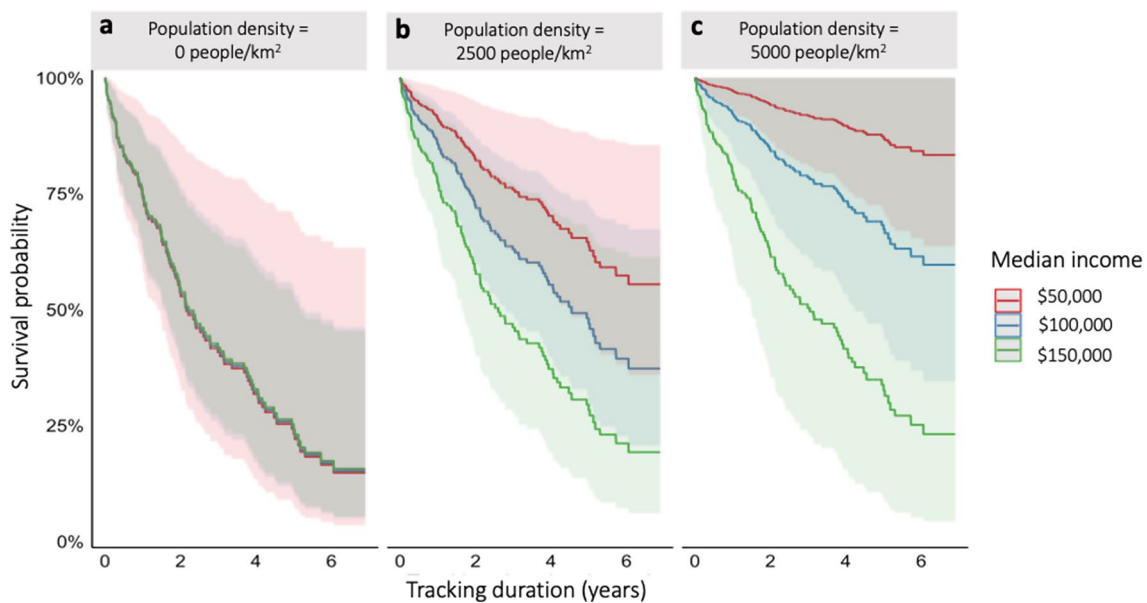 a
Population density =
0 people/km²
b
Population density =
2500 people/km²
c
Population density =
5000 people/km²
Survival probability
100%
75%
50%
25%
0%
0 2 4 6
0 2 4 6
0 2 4 6
Tracking duration (years)
Median income
$50,000
$100,000
$150,000